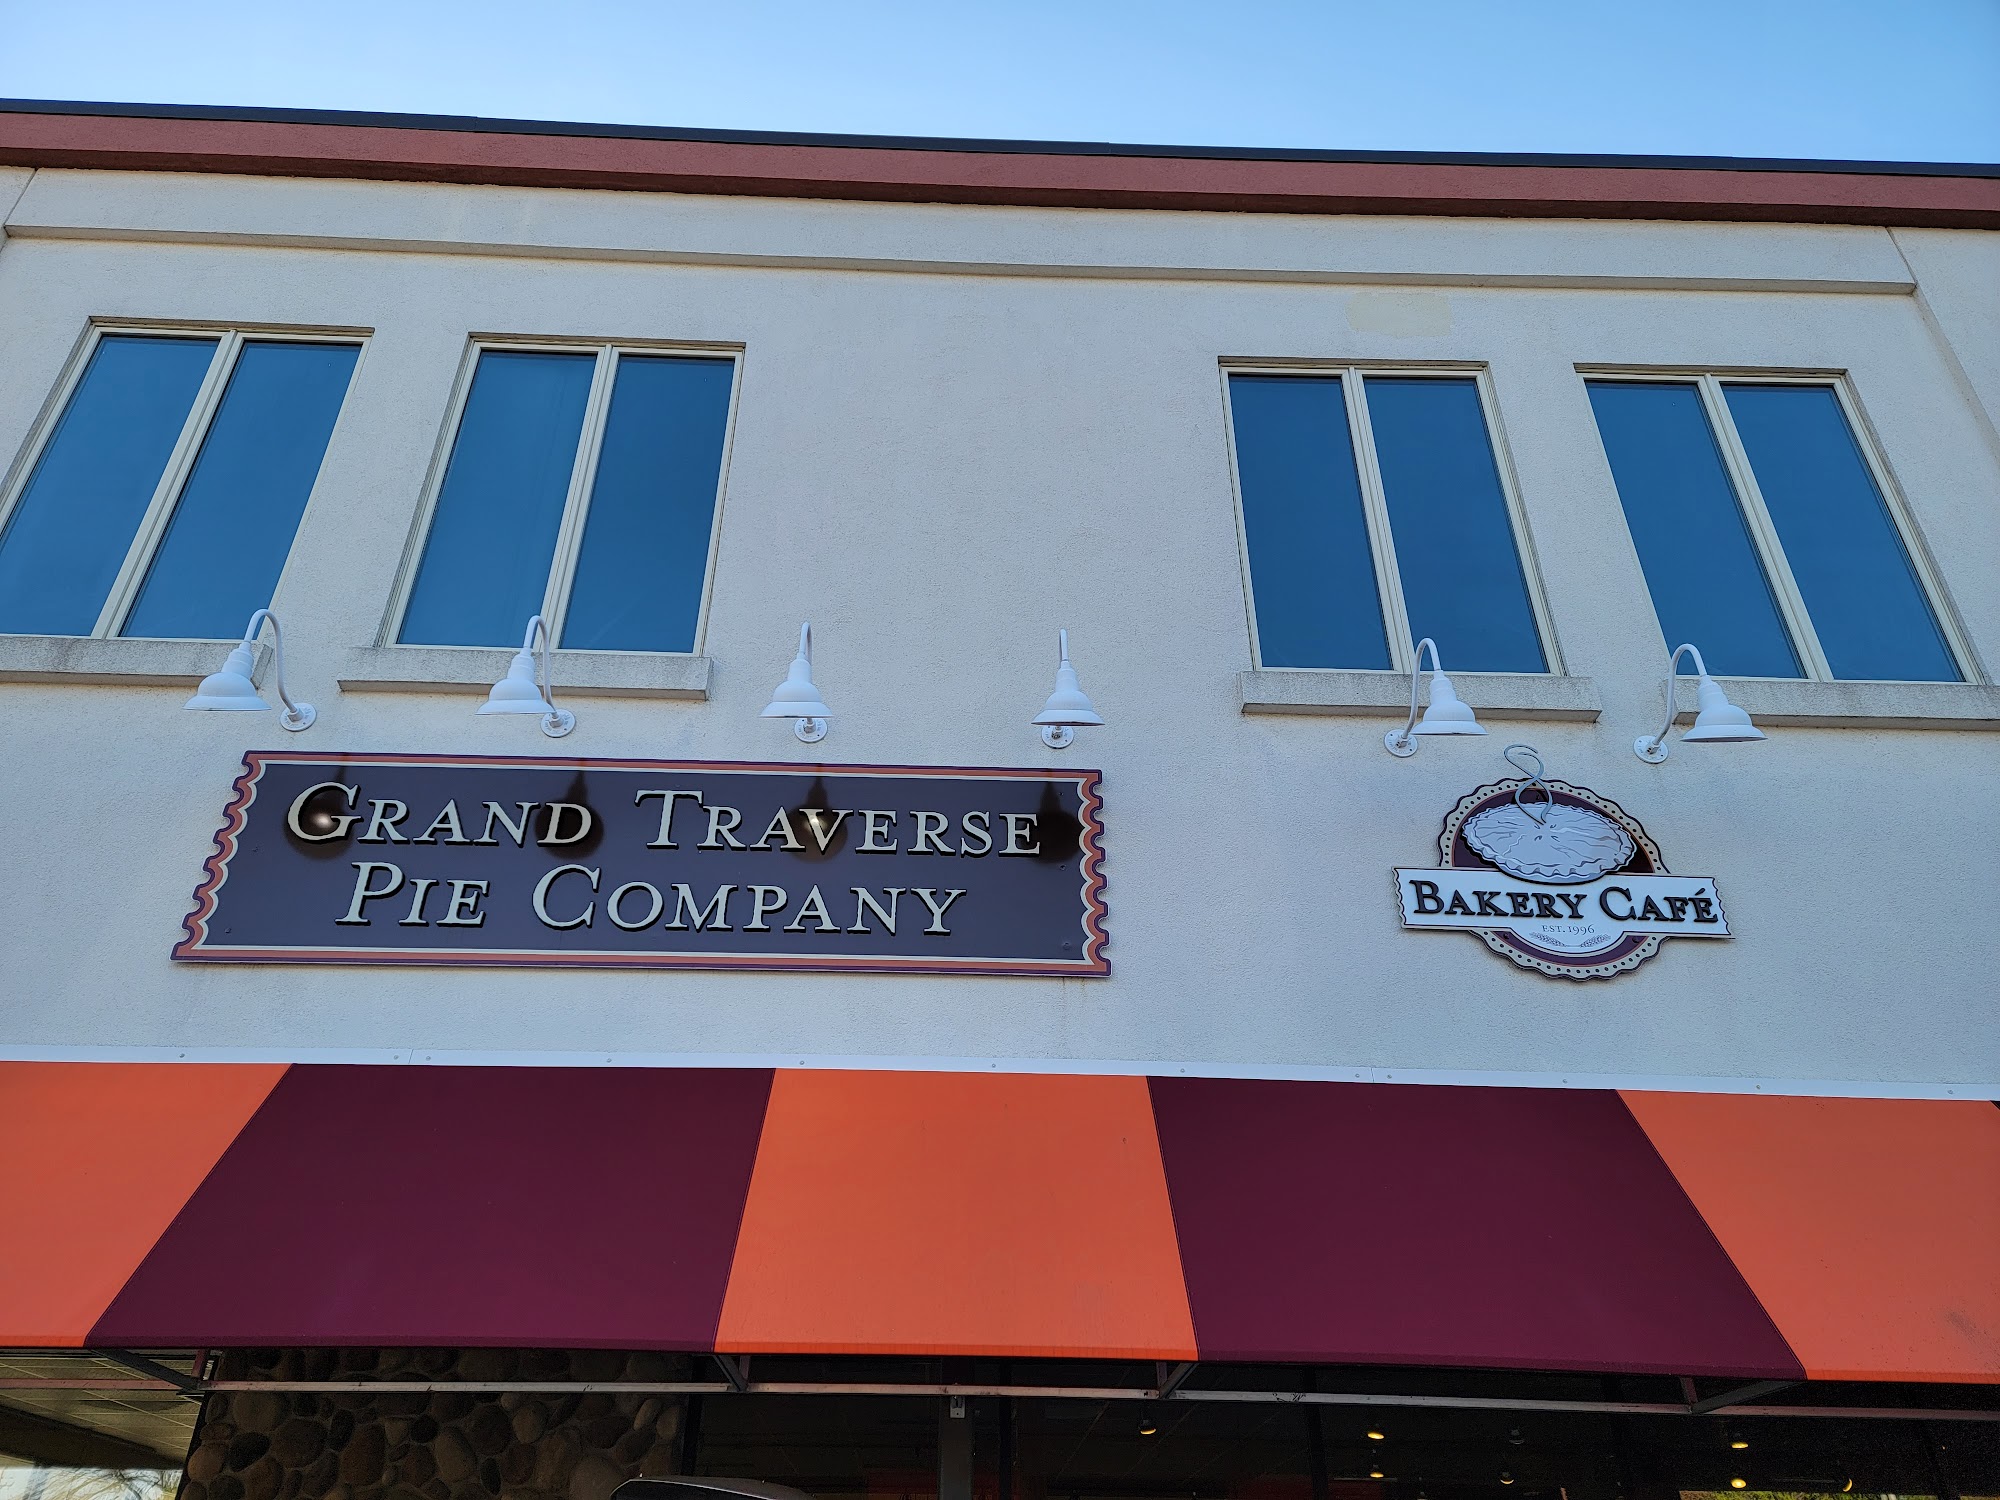 Grand Traverse
Pie Company
Bakery Café
EST. 1996